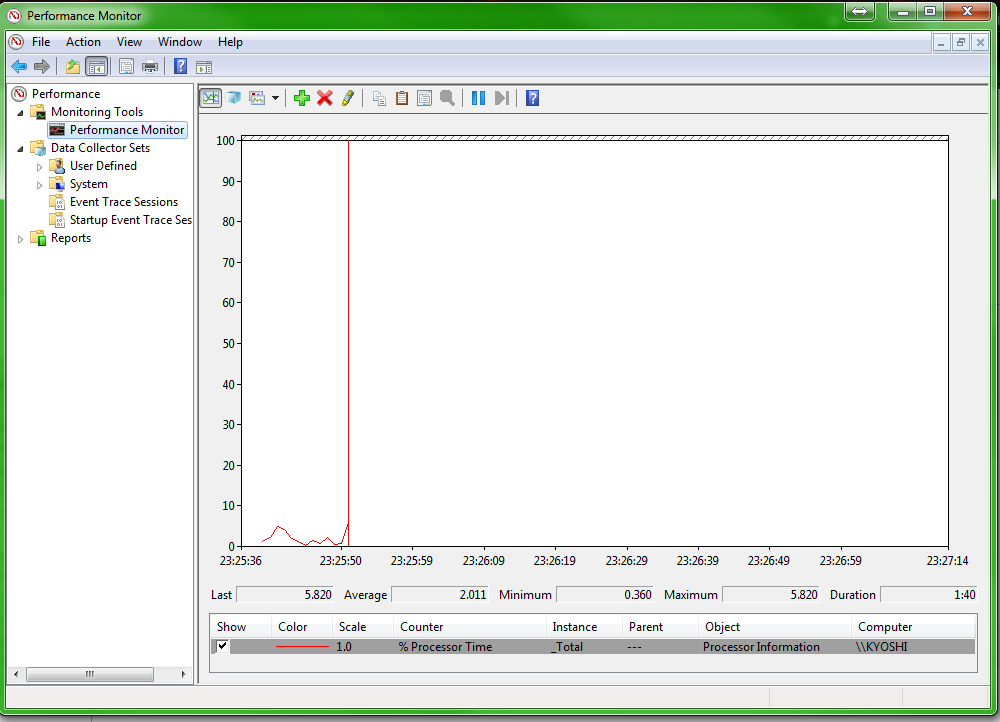 Performance Monitor
File Action View Window Help
Performance
Monitoring Tools
Performance Monitor
Data Collector Sets
User Defined
System
Event Trace Sessions
Startup Event Trace Ses
Reports
100
90
80
70
60
50
40
30
20
10
0
23:25:36 23:25:50 23:25:59 23:26:09 23:26:19 23:26:29 23:26:39 23:26:49 23:26:59 23:27:14
Last 5.820 Average 2.011 Minimum 0.360 Maximum 5.820 Duration 1:40
Show Color Scale Counter Instance Parent Object Computer
1.0 % Processor Time _Total --- Processor Information \\KYOSHI